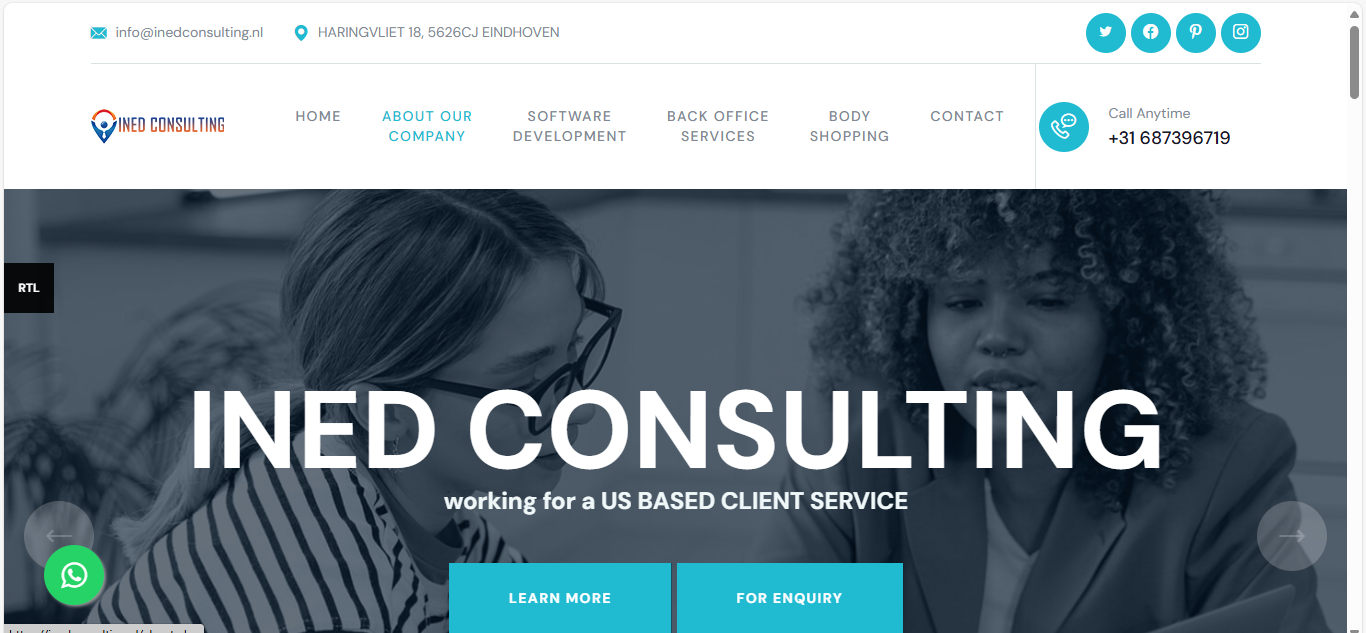 info@inedconsulting.nl
HARINGVLIET 18, 5626CJ EINDHOVEN
INED CONSULTING
HOME
ABOUT OUR
COMPANY
SOFTWARE
DEVELOPMENT
BACK OFFICE
SERVICES
BODY
SHOPPING
CONTACT
Call Anytime
+31 687396719
RTL
INED CONSULTING
working for a US BASED CLIENT SERVICE
LEARN MORE
FOR ENQUIRY